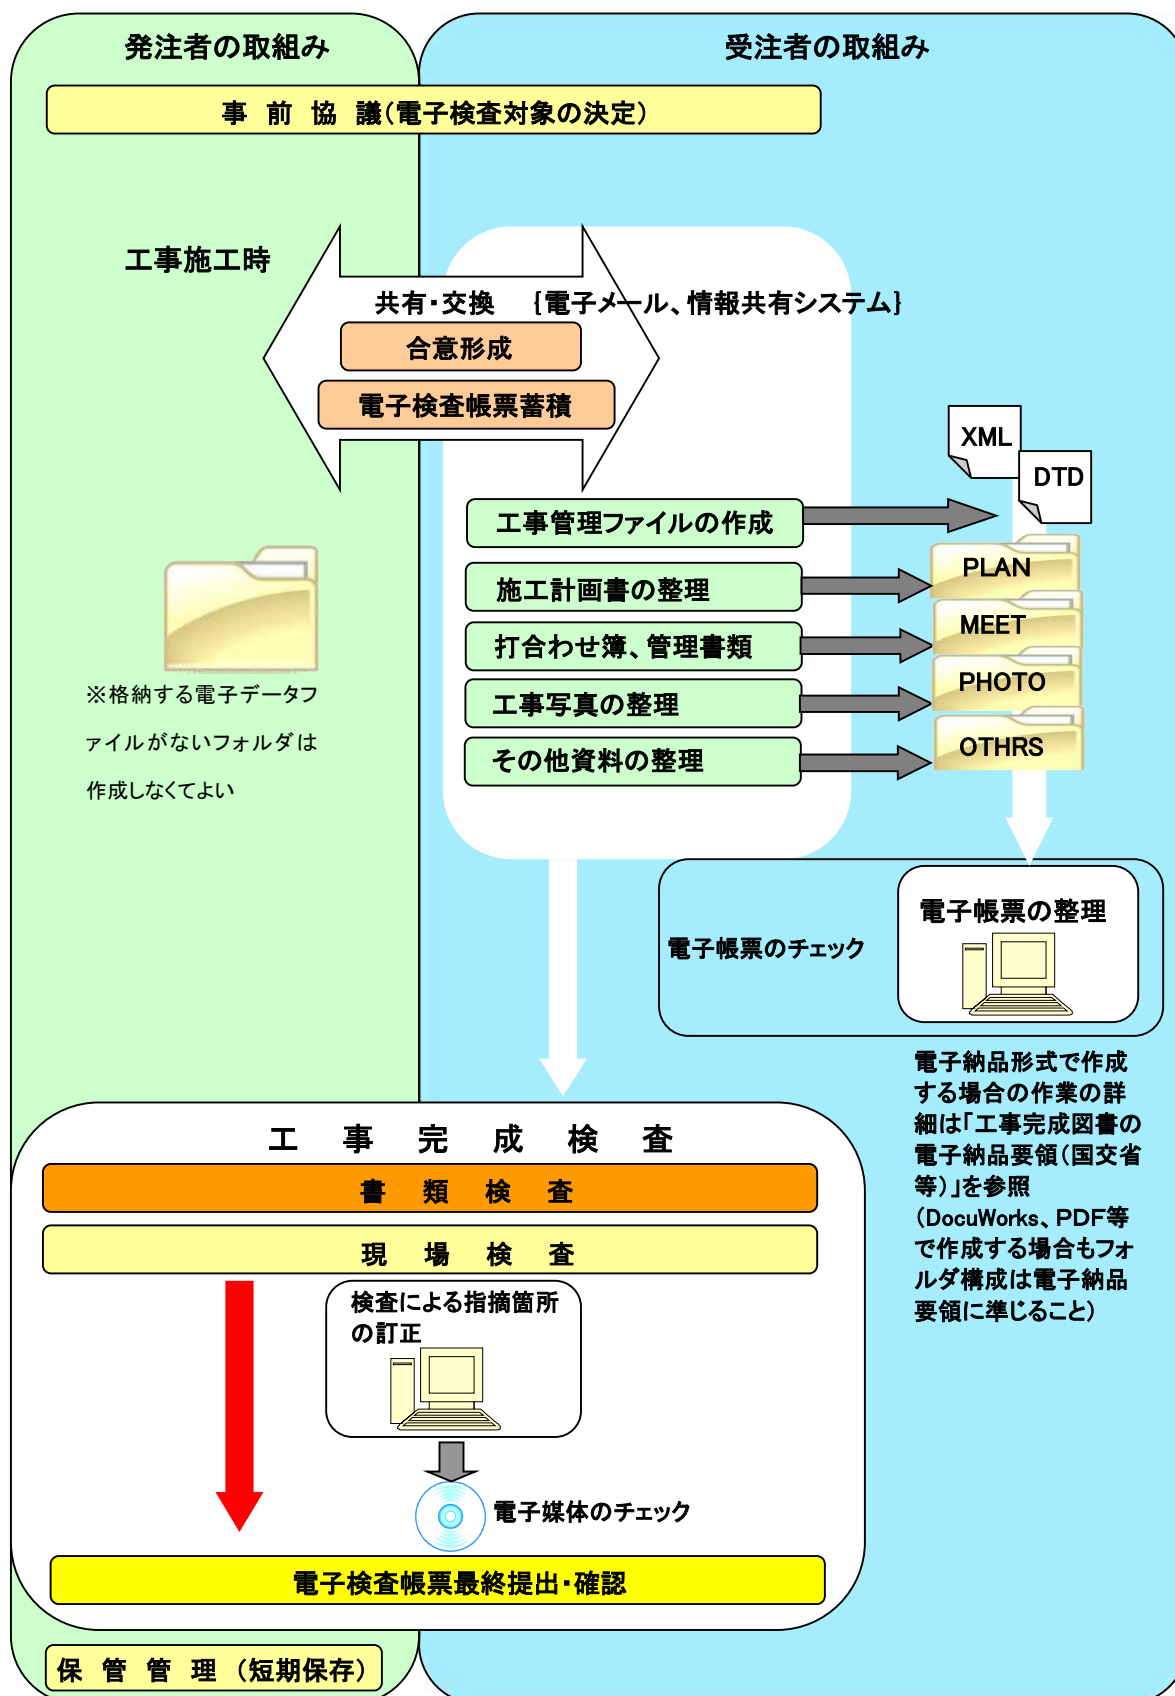 発注者の取組み
受注者の取組み
事 前 協 議(電子検査対象の決定)
工事施工時
共有・交換 {電子メール、情報共有システム}
合意形成
電子検査帳票蓄積
XML
DTD
工事管理ファイルの作成
施工計画書の整理
PLAN
打合わせ簿、管理書類
MEET
工事写真の整理
PHOTO
その他資料の整理
OTHRS
※格納する電子データフ
ァイルがないフォルダは
作成しなくてよい
電子帳票のチェック
電子帳票の整理
電子納品形式で作成
する場合の作業の詳
細は「工事完成図書の
電子納品要領(国交省
等)」を参照
(DocuWorks、PDF等
で作成する場合もフォ
ルダ構成は電子納品
要領に準じること)
工 事 完 成 検 査
書 類 検 査
現 場 検 査
検査による指摘箇所
の訂正
電子媒体のチェック
電子検査帳票最終提出・確認
保 管 管 理 (短期保存)